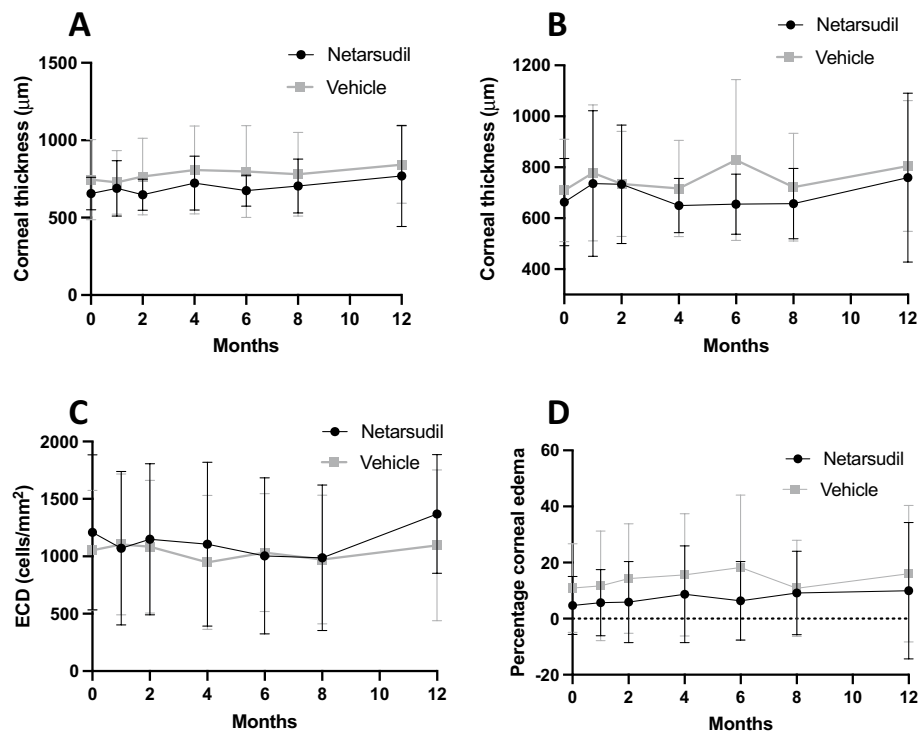 A
Netarsudil
Vehicle
Corneal thickness (μm)
1500
1000
500
0
0 2 4 6 8 10 12
Months
B
Netarsudil
Vehicle
Corneal thickness (μm)
1200
1000
800
600
400
0 2 4 6 8 10 12
Months
C
Netarsudil
Vehicle
ECD (cells/mm²)
2000
1500
1000
500
0
0 2 4 6 8 10 12
Months
D
Netarsudil
Vehicle
Percentage corneal edema
60
40
20
0
-20
0 2 4 6 8 10 12
Months